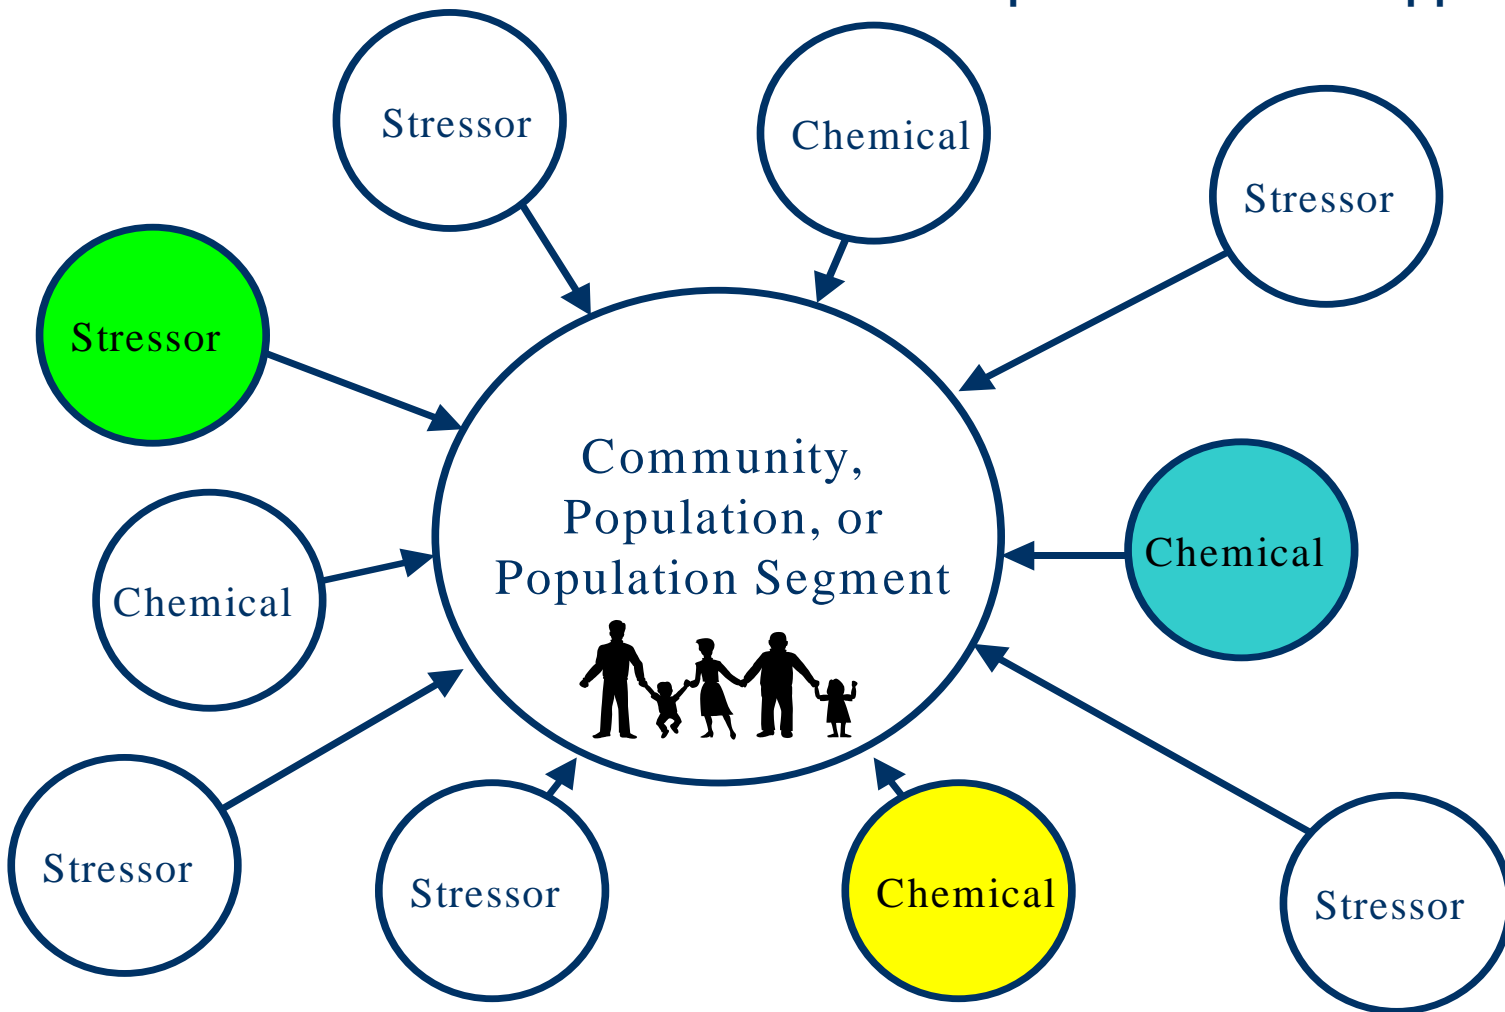 Stressor
Chemical
Stressor
Stressor
Community,
Population, or
Population Segment
Chemical
Chemical
Stressor
Stressor
Chemical
Stressor